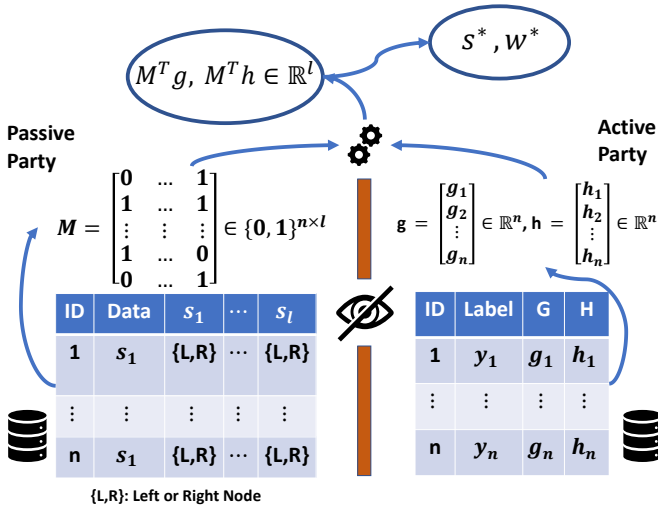 s*, w*
M^T g, M^T h ∈ ℝ^l
Passive
Party
Active
Party
M = [0 … 1
1 … 1
⋮ ⋮ ⋮
1 … 0
0 … 1] ∈ {0, 1}^{n×l}
g = [g_1
g_2
⋮
g_n] ∈ ℝ^n, h = [h_1
h_2
⋮
h_n] ∈ ℝ^n
ID Data s_1 ⋯ s_l
1 s_1 {L,R} ⋯ {L,R}
⋮ ⋮ ⋮ ⋮ ⋮
n s_1 {L,R} ⋯ {L,R}
{L,R}: Left or Right Node
ID Label G H
1 y_1 g_1 h_1
⋮ ⋮ ⋮ ⋮
n y_n g_n h_n